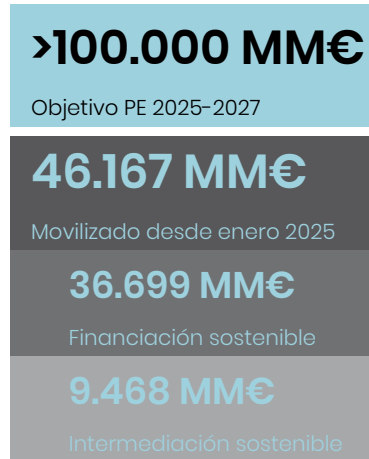 >100.000 MM€
Objetivo PE 2025-2027
46.167 MM€
Movilizado desde enero 2025
36.699 MM€
Financiación sostenible
9.468 MM€
Intermediación sostenible